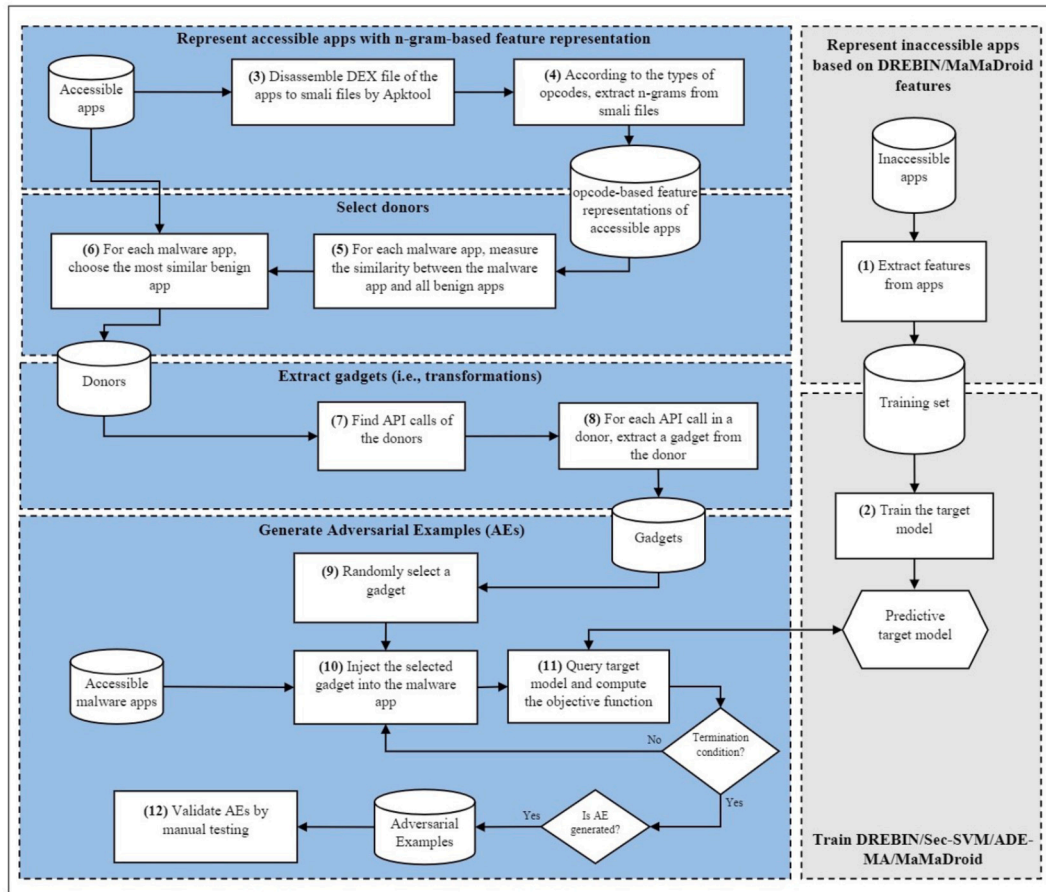 Represent accessible apps with n-gram-based feature representation
Accessible
apps
(3) Disassemble DEX file of the
apps to smali files by Apktool
(4) According to the types of
opcodes, extract n-grams from
smali files
opcode-based feature
representations of
accessible apps
Select donors
(6) For each malware app,
choose the most similar benign
app
(5) For each malware app, measure
the similarity between the malware
app and all benign apps
Donors
Extract gadgets (i.e., transformations)
(7) Find API calls of
the donors
(8) For each API call in a
donor, extract a gadget from
the donor
Gadgets
Generate Adversarial Examples (AEs)
(9) Randomly select a
gadget
Accessible
malware apps
(10) Inject the selected
gadget into the malware
app
(11) Query target
model and compute
the objective function
No
Termination
condition?
Yes
(12) Validate AEs by
manual testing
Adversarial
Examples
Yes
Is AE
generated?
Represent inaccessible apps
based on DREBIN/MaMaDroid
features
Inaccessible
apps
(1) Extract features
from apps
Training set
(2) Train the target
model
Predictive
target model
Train DREBIN/Sec-SVM/ADE-
MA/MaMaDroid